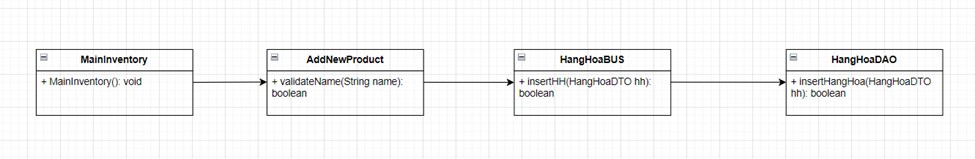 MainInventory
+ MainInventory(): void
AddNewProduct
+ validateName(String name):
boolean
HangHoaBUS
+ insertHH(HangHoaDTO hh):
boolean
HangHoaDAO
+ insertHangHoa(HangHoaDTO
hh): boolean